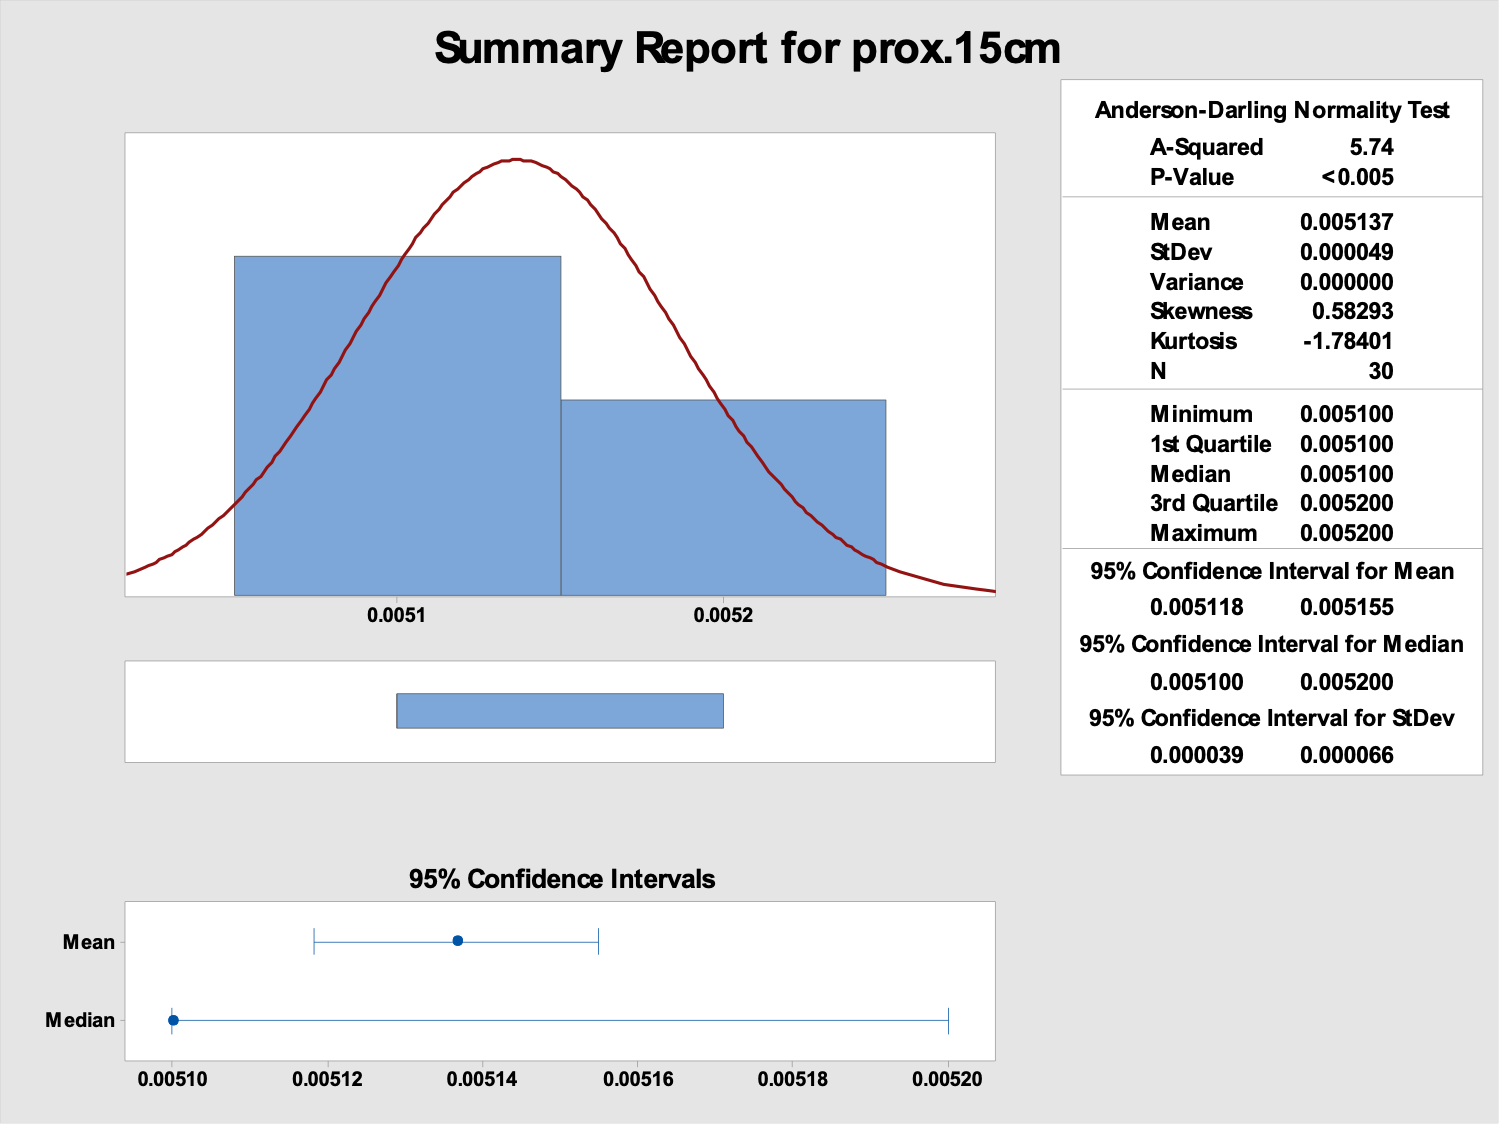 Summary Report for prox.15cm
Anderson-Darling Normality Test
A-Squared 5.74
P-Value <0.005
Mean 0.005137
StDev 0.000049
Variance 0.000000
Skewness 0.58293
Kurtosis -1.78401
N 30
Minimum 0.005100
1st Quartile 0.005100
Median 0.005100
3rd Quartile 0.005200
Maximum 0.005200
95% Confidence Interval for Mean
0.005118 0.005155
95% Confidence Interval for Median
0.005100 0.005200
95% Confidence Interval for StDev
0.000039 0.000066
0.0051 0.0052
95% Confidence Intervals
Mean
Median
0.00510 0.00512 0.00514 0.00516 0.00518 0.00520